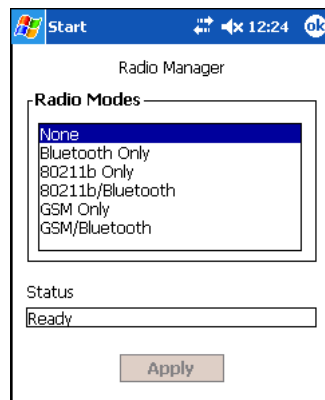 Start 12:24 ok
Radio Manager
Radio Modes
None
Bluetooth Only
80211b Only
80211b/Bluetooth
GSM Only
GSM/Bluetooth
Status
Ready
Apply